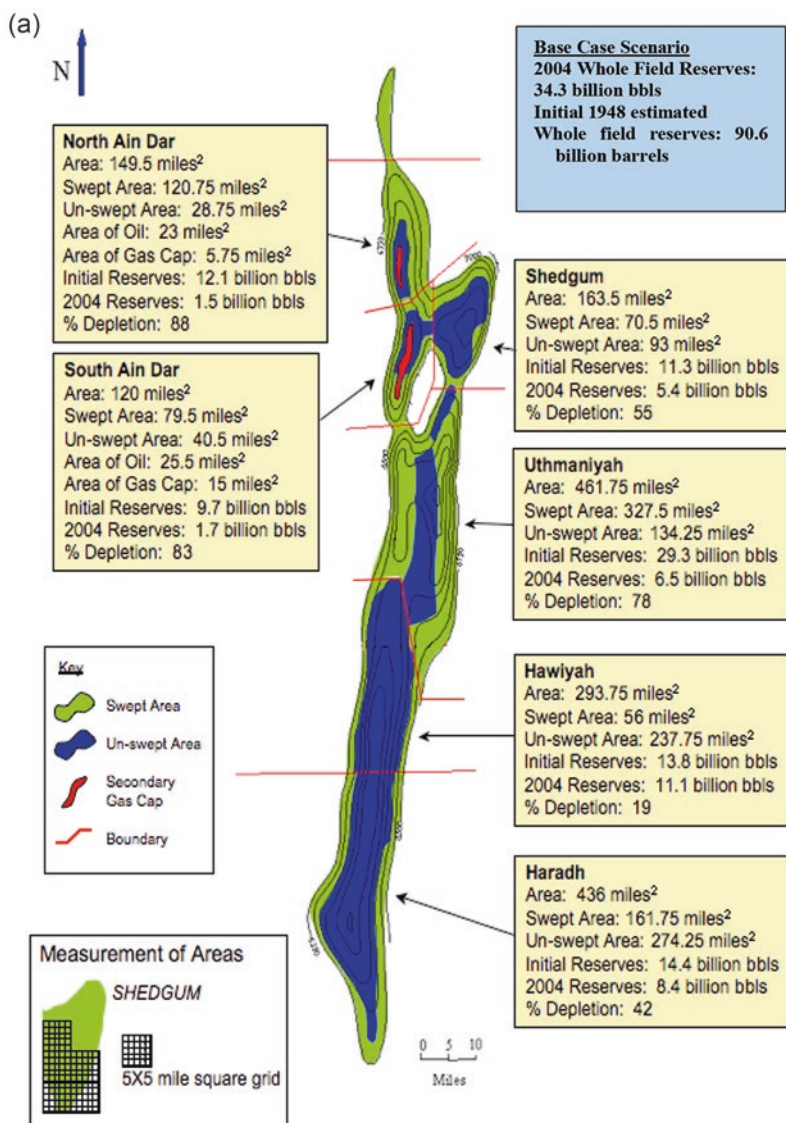 (a)
N
Base Case Scenario
2004 Whole Field Reserves:
34.3 billion bbls
Initial 1948 estimated
Whole field reserves: 90.6
billion barrels
North Ain Dar
Area: 149.5 miles²
Swept Area: 120.75 miles²
Un-swept Area: 28.75 miles²
Area of Oil: 23 miles²
Area of Gas Cap: 5.75 miles²
Initial Reserves: 12.1 billion bbls
2004 Reserves: 1.5 billion bbls
% Depletion: 88
South Ain Dar
Area: 120 miles²
Swept Area: 79.5 miles²
Un-swept Area: 40.5 miles²
Area of Oil: 25.5 miles²
Area of Gas Cap: 15 miles²
Initial Reserves: 9.7 billion bbls
2004 Reserves: 1.7 billion bbls
% Depletion: 83
7000
Shedgum
Area: 163.5 miles²
Swept Area: 70.5 miles²
Un-swept Area: 93 miles²
Initial Reserves: 11.3 billion bbls
2004 Reserves: 5.4 billion bbls
% Depletion: 55
Uthmaniyah
Area: 461.75 miles²
Swept Area: 327.5 miles²
Un-swept Area: 134.25 miles²
Initial Reserves: 29.3 billion bbls
2004 Reserves: 6.5 billion bbls
% Depletion: 78
Hawiyah
Area: 293.75 miles²
Swept Area: 56 miles²
Un-swept Area: 237.75 miles²
Initial Reserves: 13.8 billion bbls
2004 Reserves: 11.1 billion bbls
% Depletion: 19
Haradh
Area: 436 miles²
Swept Area: 161.75 miles²
Un-swept Area: 274.25 miles²
Initial Reserves: 14.4 billion bbls
2004 Reserves: 8.4 billion bbls
% Depletion: 42
Key
Swept Area
Un-swept Area
Secondary
Gas Cap
Boundary
Measurement of Areas
SHEDGUM
5X5 mile square grid
0 5 10
Miles